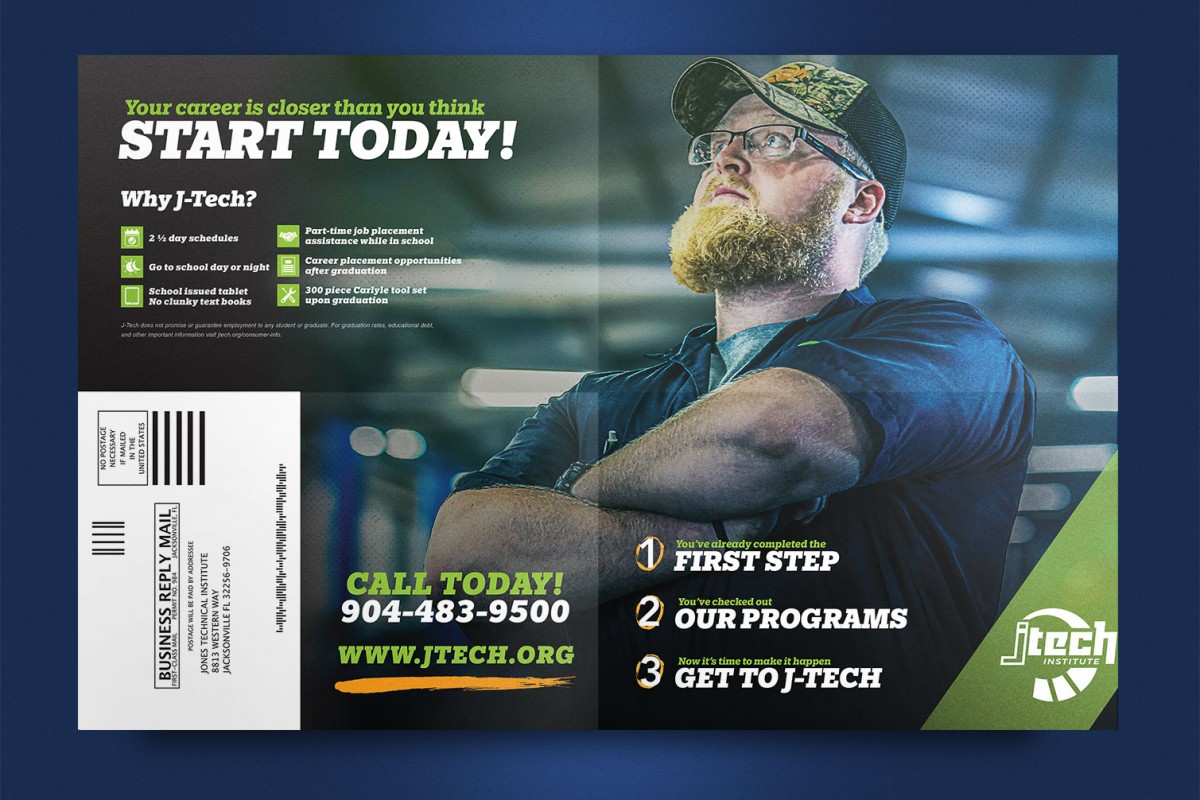 Your career is closer than you think
START TODAY!
Why J-Tech?
2 ½ day schedules
Go to school day or night
School issued tablet
No clunky text books
Part-time job placement
assistance while in school
Career placement opportunities
after graduation
300 piece Carlyle tool set
upon graduation
J-Tech does not promise or guarantee employment to any student or graduate. For graduation rates, educational debt,
and other important information visit jtech.org/consumer-info.
NO POSTAGE
NECESSARY
IF MAILED
IN THE
UNITED STATES
BUSINESS REPLY MAIL
FIRST-CLASS MAIL PERMIT NO. 984 JACKSONVILLE, FL
POSTAGE WILL BE PAID BY ADDRESSEE
JONES TECHNICAL INSTITUTE
8813 WESTERN WAY
JACKSONVILLE FL 32256-9706
CALL TODAY!
904-483-9500
WWW.JTECH.ORG
1 You've already completed the
FIRST STEP
2 You've checked out
OUR PROGRAMS
3 Now it's time to make it happen
GET TO J-TECH
jtech
INSTITUTE